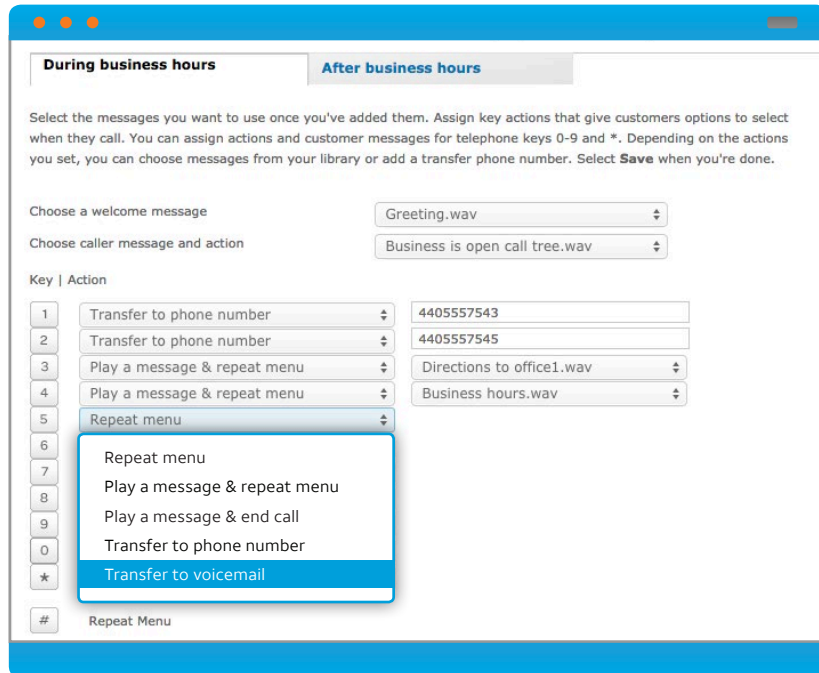 During business hours
After business hours
Select the messages you want to use once you've added them. Assign key actions that give customers options to select
when they call. You can assign actions and customer messages for telephone keys 0-9 and *. Depending on the actions
you set, you can choose messages from your library or add a transfer phone number. Select Save when you're done.
Choose a welcome message
Greeting.wav
Choose caller message and action
Business is open call tree.wav
Key | Action
1 Transfer to phone number 4405557543
2 Transfer to phone number 4405557545
3 Play a message & repeat menu Directions to office1.wav
4 Play a message & repeat menu Business hours.wav
5 Repeat menu
6
7
8
9
0
*
Repeat menu
Play a message & repeat menu
Play a message & end call
Transfer to phone number
Transfer to voicemail
# Repeat Menu